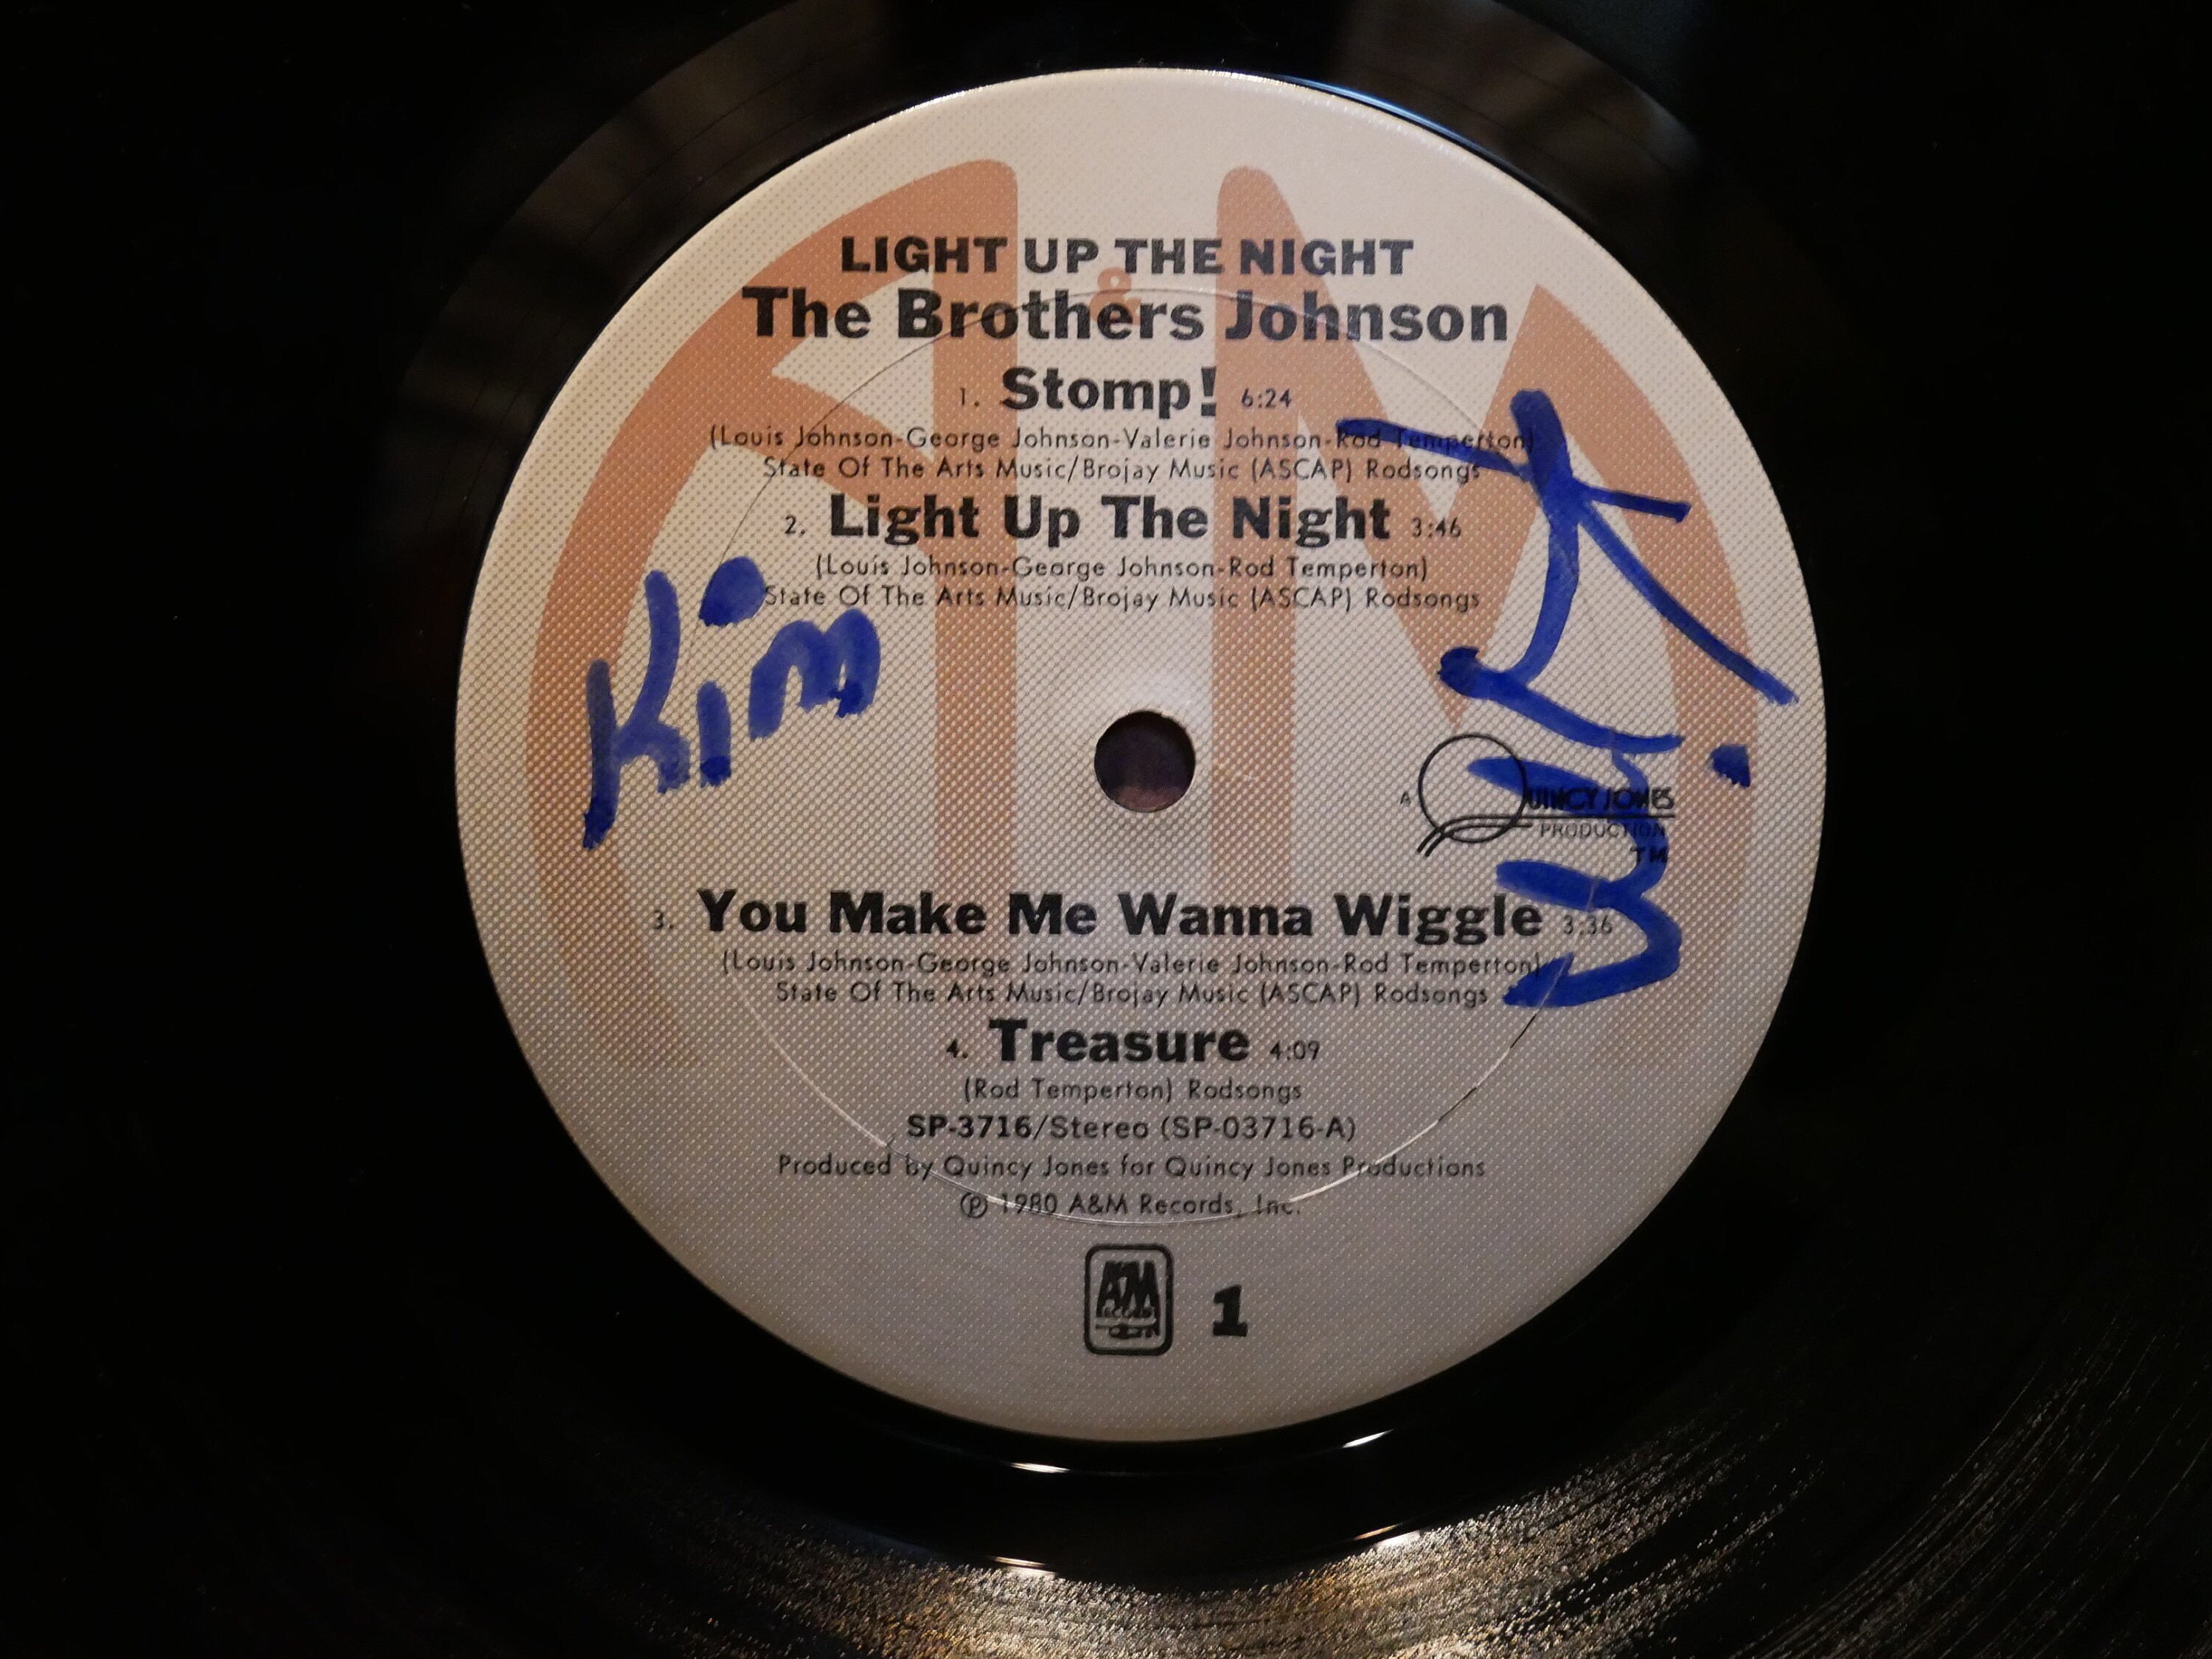 LIGHT UP THE NIGHT
&
The Brothers Johnson
1. Stomp! 6:24
(Louis Johnson-George Johnson-Valerie Johnson-Rod Temperton)
State Of The Arts Music/Brojay Music (ASCAP) Rodsongs
2. Light Up The Night 3:46
(Louis Johnson-George Johnson-Rod Temperton)
State Of The Arts Music/Brojay Music (ASCAP) Rodsongs
Kim
A QUINCY JONES
PRODUCTION
TM
3. You Make Me Wanna Wiggle 3:36
(Louis Johnson-George Johnson-Valerie Johnson-Rod Temperton)
State Of The Arts Music/Brojay Music (ASCAP) Rodsongs
4. Treasure 4:09
(Rod Temperton) Rodsongs
SP-3716/Stereo (SP-03716-A)
Produced by Quincy Jones for Quincy Jones Productions
℗ 1980 A&M Records, Inc.
A&M
RECORDS
1